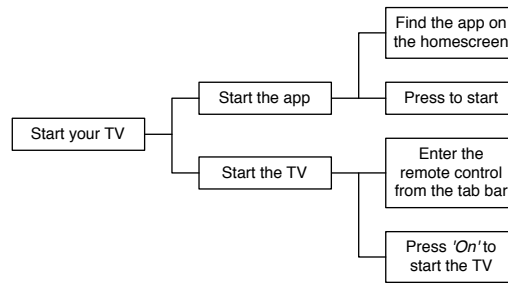 Find the app on
the homescreen
Start the app
Press to start
Start your TV
Start the TV
Enter the
remote control
from the tab bar
Press 'On' to
start the TV